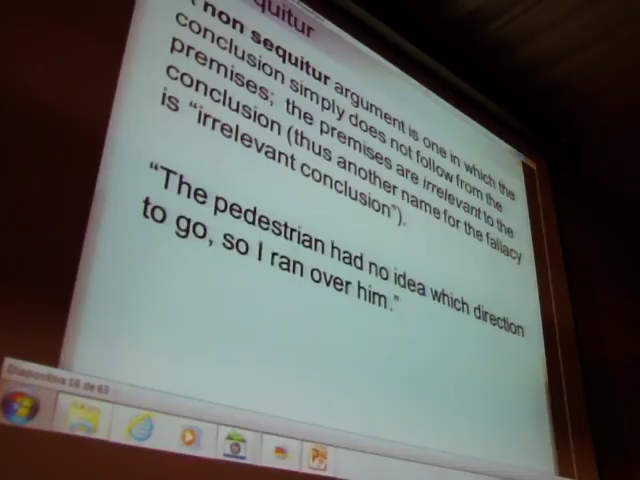 quitur
non sequitur argument is one in which the
conclusion simply does not follow from the
premises; the premises are irrelevant to the
conclusion (thus another name for the fallacy
is “irrelevant conclusion”).
“The pedestrian had no idea which direction
to go, so I ran over him.”
Diapositiva 18 de 63